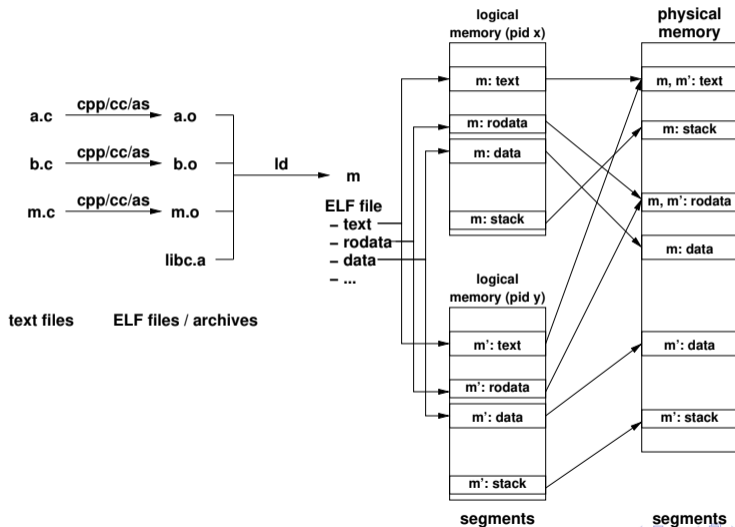 logical
memory (pid x)
physical
memory
m: text
m, m': text
cpp/cc/as
a.c
a.o
m: rodata
m: stack
m: data
cpp/cc/as
b.c
b.o
ld
m
cpp/cc/as
m.c
m.o
ELF file
– text
– rodata
– data
– ...
m, m': rodata
m: stack
m: data
libc.a
logical
memory (pid y)
text files
ELF files / archives
m': text
m': data
m': rodata
m': data
m': stack
m': stack
segments
segments